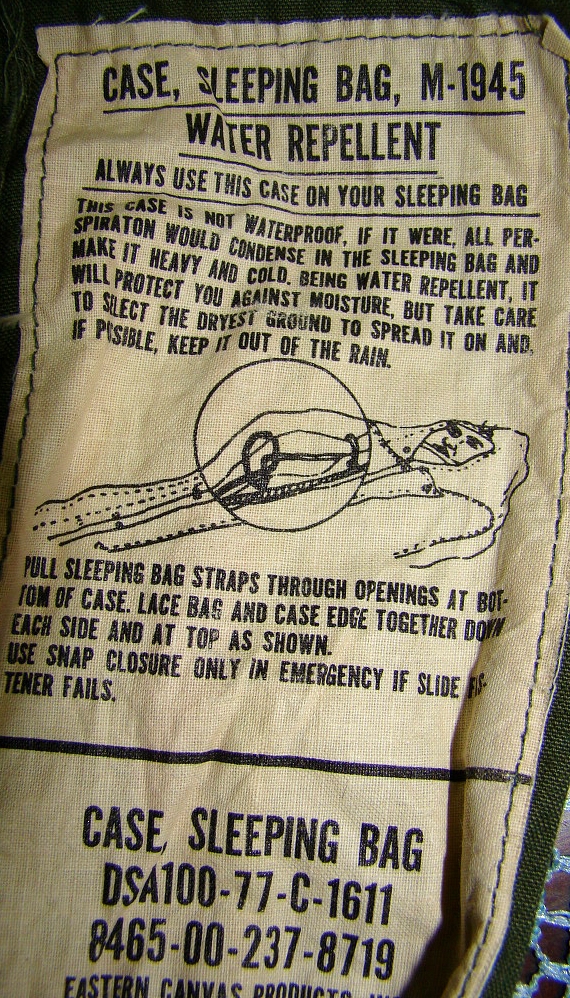 CASE, SLEEPING BAG, M-1945
WATER REPELLENT
ALWAYS USE THIS CASE ON YOUR SLEEPING BAG
THIS CASE IS NOT WATERPROOF, IF IT WERE, ALL PER-
SPIRATON WOULD CONDENSE IN THE SLEEPING BAG AND
MAKE IT HEAVY AND COLD. BEING WATER REPELLENT, IT
WILL PROTECT YOU AGAINST MOISTURE, BUT TAKE CARE
TO SELECT THE DRYEST GROUND TO SPREAD IT ON AND,
IF POSIBLE, KEEP IT OUT OF THE RAIN.
PULL SLEEPING BAG STRAPS THROUGH OPENINGS AT BOT-
TOM OF CASE. LACE BAG AND CASE EDGE TOGETHER DOWN
EACH SIDE AND AT TOP AS SHOWN.
USE SNAP CLOSURE ONLY IN EMERGENCY IF SLIDE FAS-
TENER FAILS.
CASE, SLEEPING BAG
DSA100-77-C-1611
8465-00-237-8719
EASTERN CANVAS PRODUCTS,